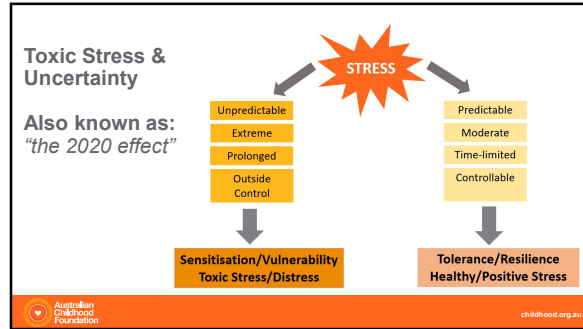 Toxic Stress &
Uncertainty
Also known as:
"the 2020 effect"
STRESS
Unpredictable
Extreme
Prolonged
Outside
Control
Sensitisation/Vulnerability
Toxic Stress/Distress
Predictable
Moderate
Time-limited
Controllable
Tolerance/Resilience
Healthy/Positive Stress
Australian
Childhood
Foundation
childhood.org.au